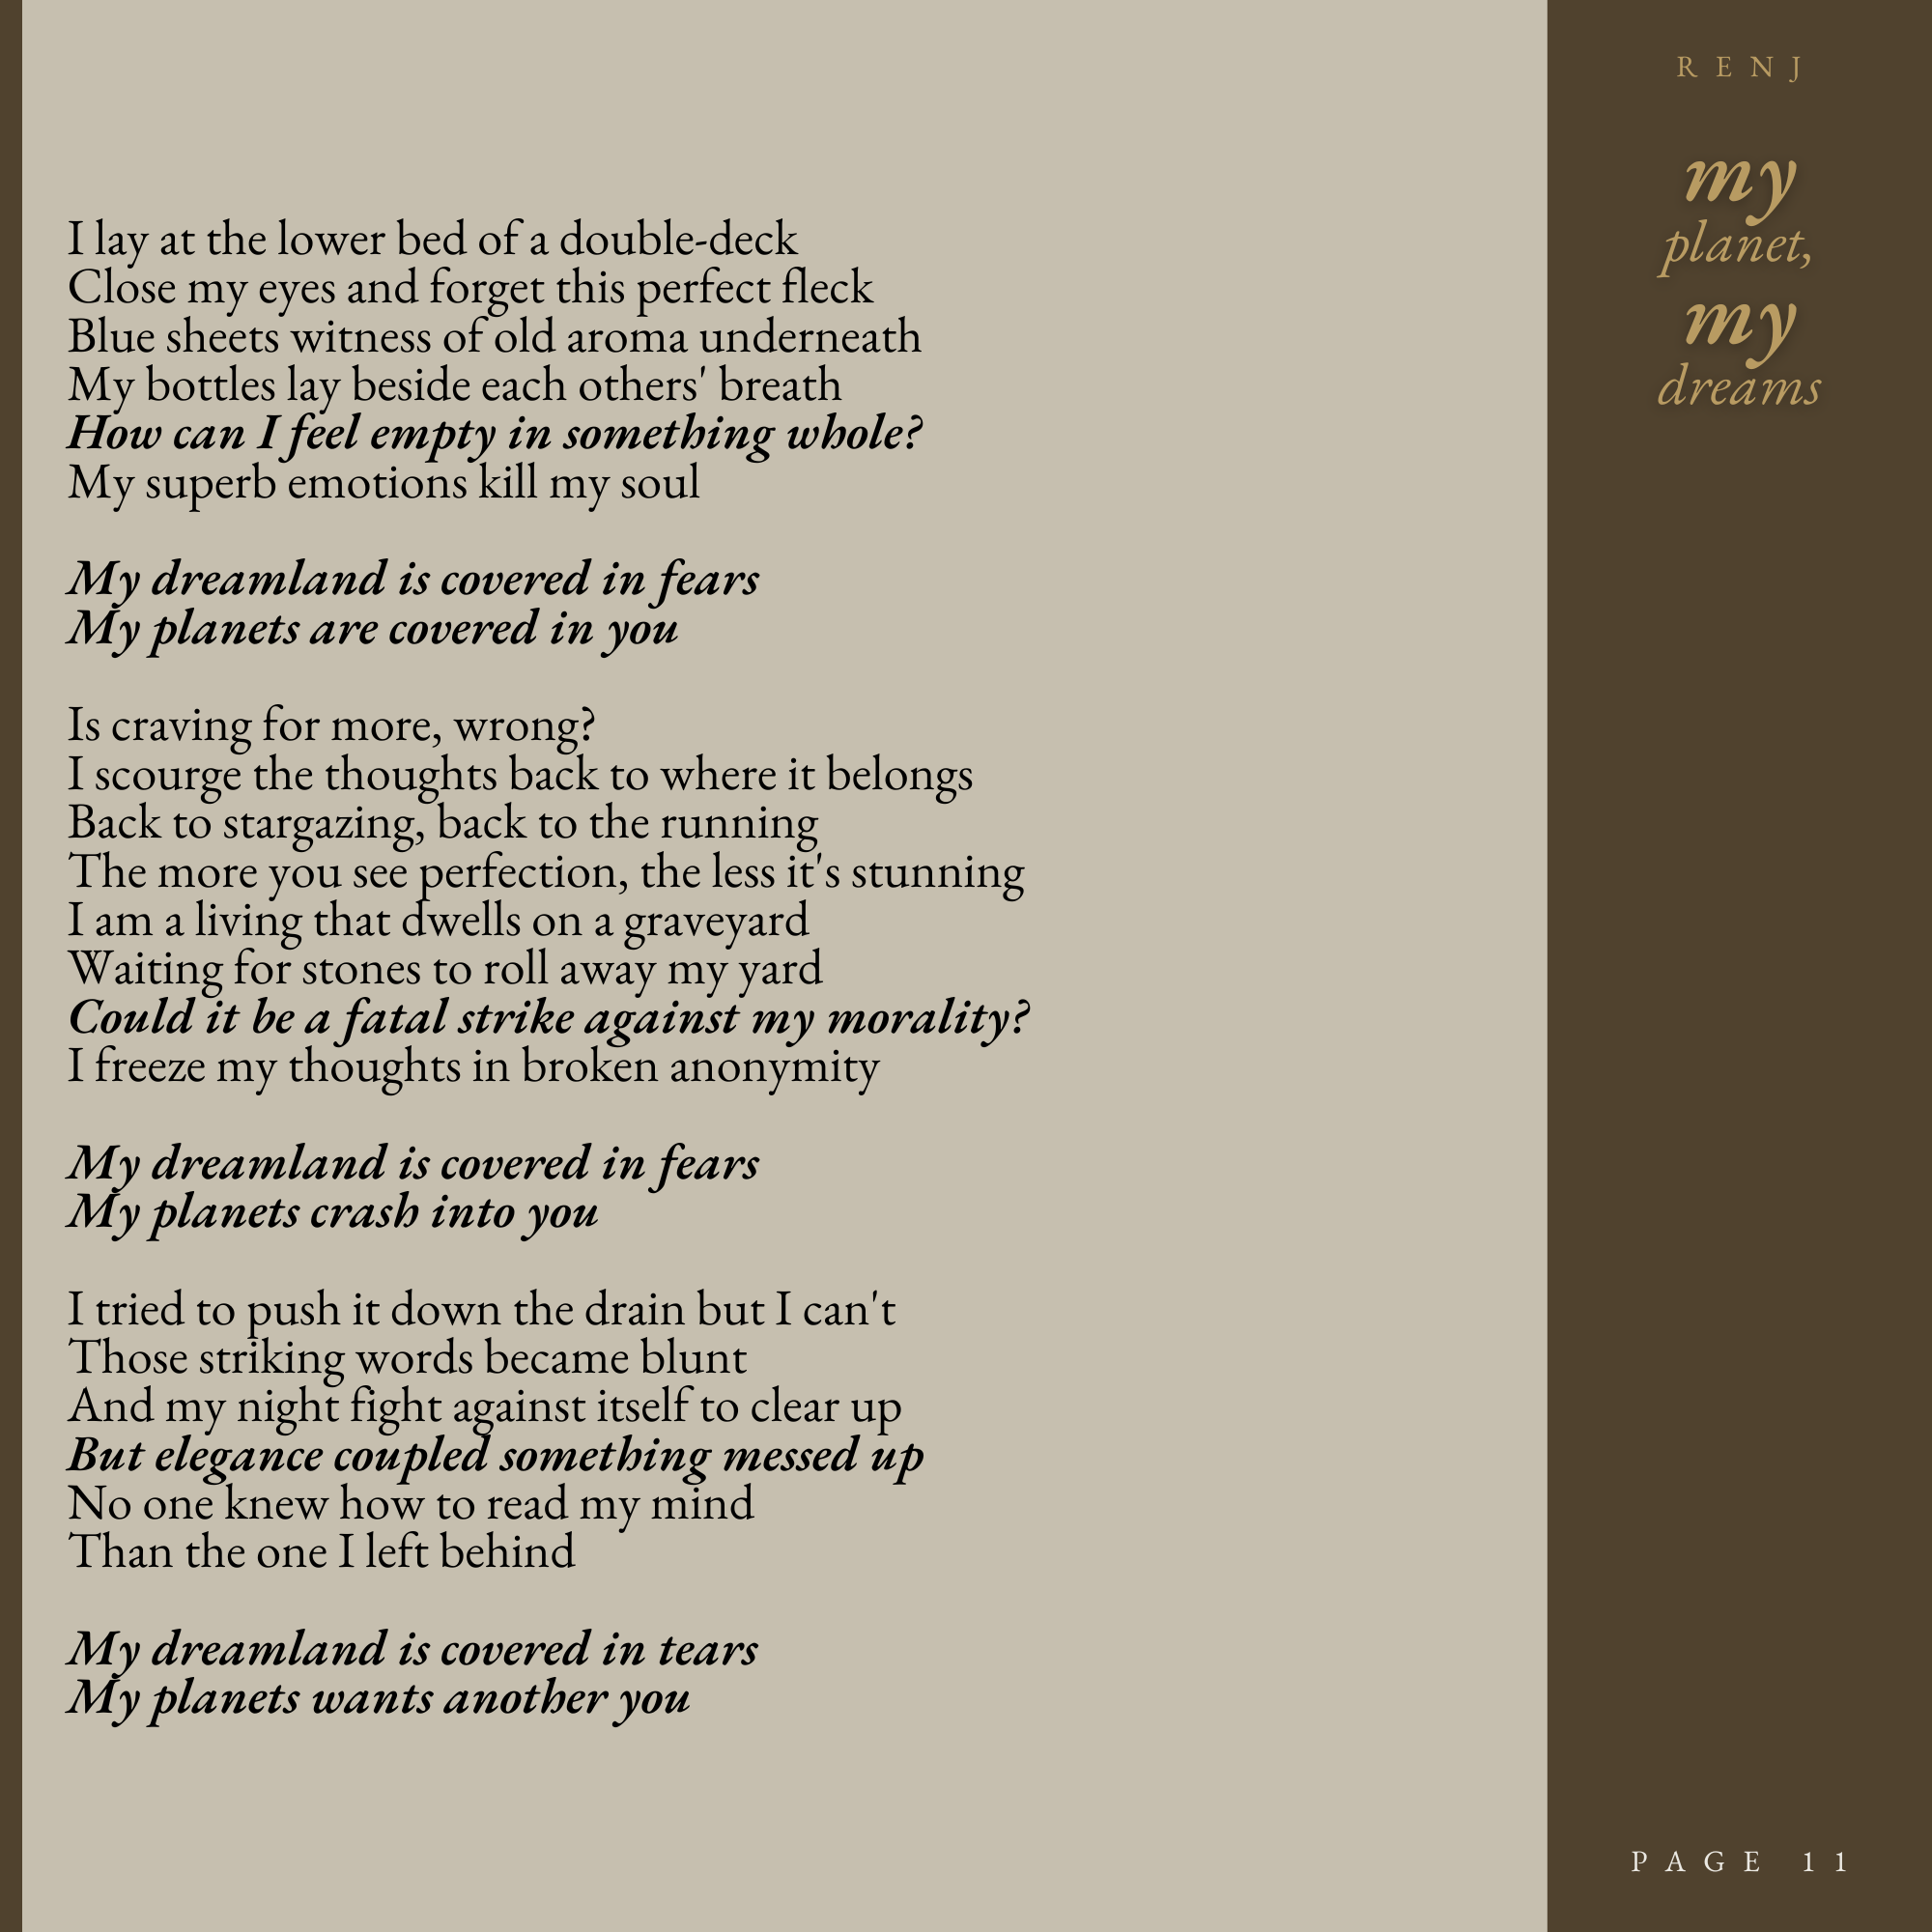 I lay at the lower bed of a double-deck
Close my eyes and forget this perfect fleck
Blue sheets witness of old aroma underneath
My bottles lay beside each others' breath
How can I feel empty in something whole?
My superb emotions kill my soul
My dreamland is covered in fears
My planets are covered in you
Is craving for more, wrong?
I scourge the thoughts back to where it belongs
Back to stargazing, back to the running
The more you see perfection, the less it's stunning
I am a living that dwells on a graveyard
Waiting for stones to roll away my yard
Could it be a fatal strike against my morality?
I freeze my thoughts in broken anonymity
My dreamland is covered in fears
My planets crash into you
I tried to push it down the drain but I can't
Those striking words became blunt
And my night fight against itself to clear up
But elegance coupled something messed up
No one knew how to read my mind
Than the one I left behind
My dreamland is covered in tears
My planets wants another you
RENJ
my
planet,
my
dreams
PAGE 11